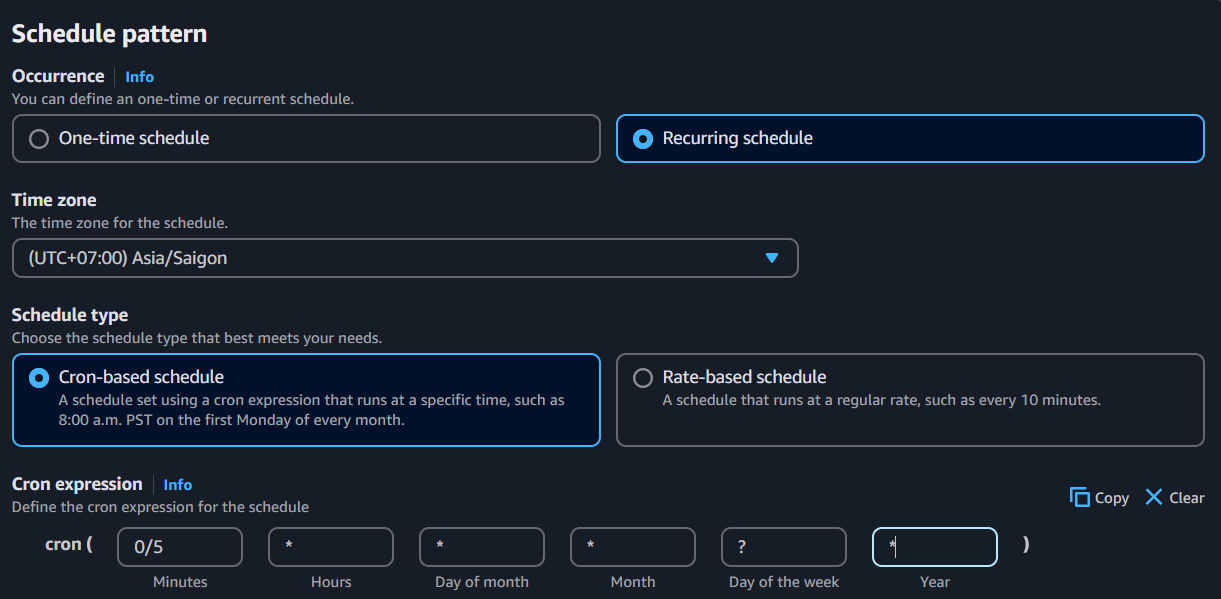 Schedule pattern
Occurrence Info
You can define an one-time or recurrent schedule.
One-time schedule
Recurring schedule
Time zone
The time zone for the schedule.
(UTC+07:00) Asia/Saigon
Schedule type
Choose the schedule type that best meets your needs.
Cron-based schedule
A schedule set using a cron expression that runs at a specific time, such as
8:00 a.m. PST on the first Monday of every month.
Rate-based schedule
A schedule that runs at a regular rate, such as every 10 minutes.
Cron expression Info
Define the cron expression for the schedule
Copy Clear
cron ( 0/5 * * * ? * )
Minutes Hours Day of month Month Day of the week Year